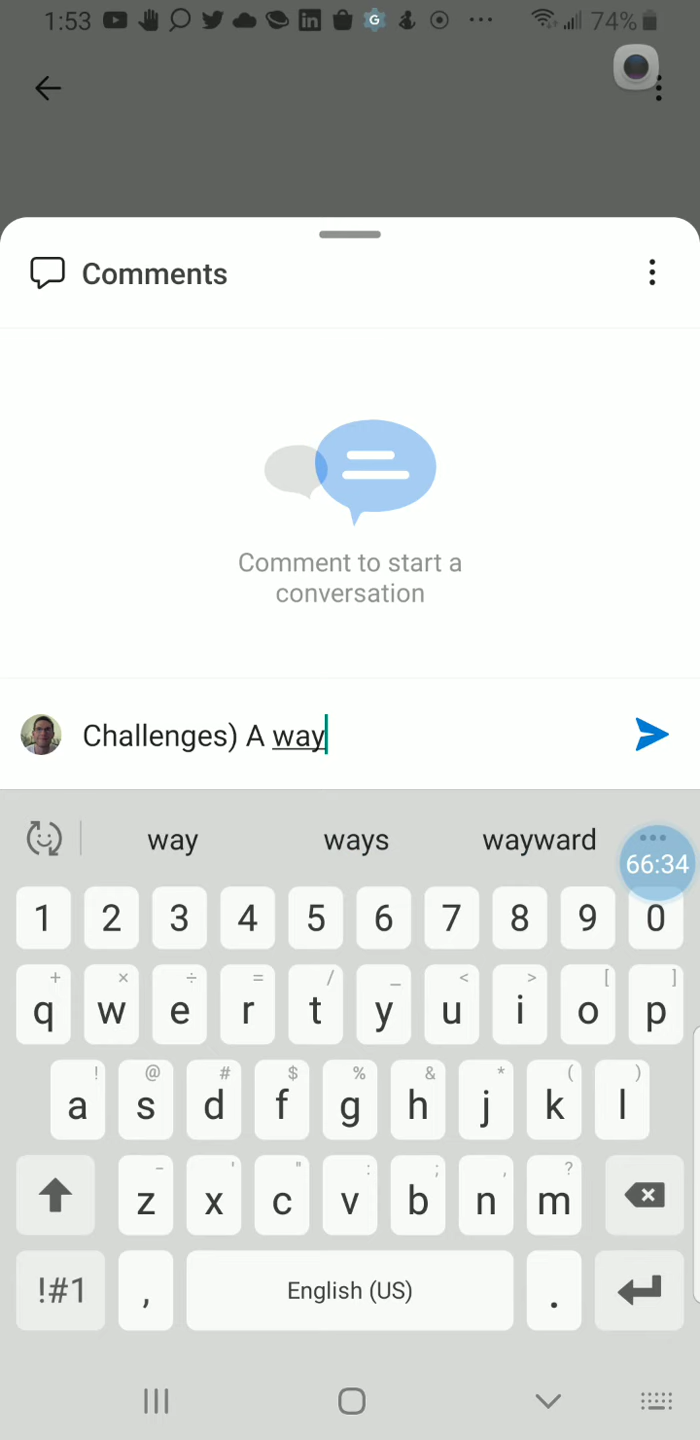 1:53 G in 74%
Comments
Comment to start a
conversation
Challenges) A way
way ways wayward
66:34
1 2 3 4 5 6 7 8 9 0
+ × ÷ = / _ < > [ ]
q w e r t y u i o p
! @ # $ % & * ( )
a s d f g h j k l
- ' " : ; , ?
z x c v b n m
!#1 , English (US) .